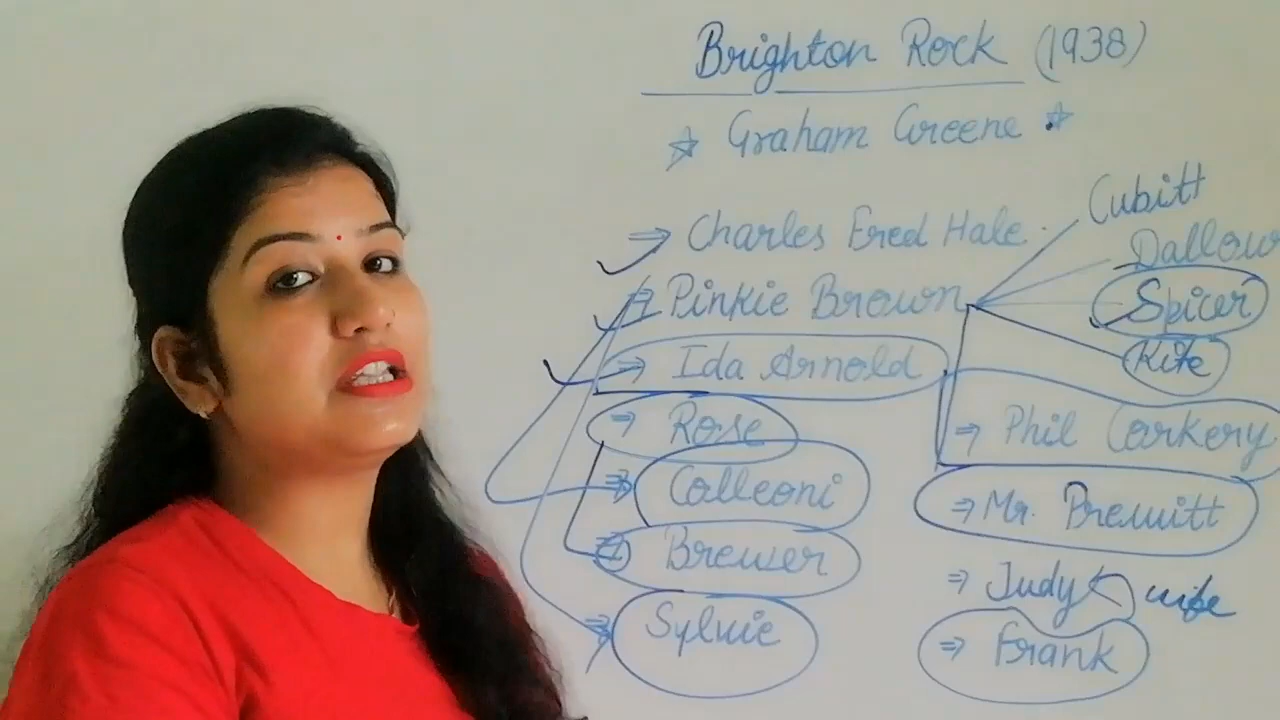 Brighton Rock (1938)
Graham Greene
Charles Fred Hale
Pinkie Brown
Ida Arnold
Rose
Colleoni
Brewer
Sylvie
Cubitt
Dallow
Spicer
Kite
Phil Corkery
Mr. Prewitt
Judy wife
Frank